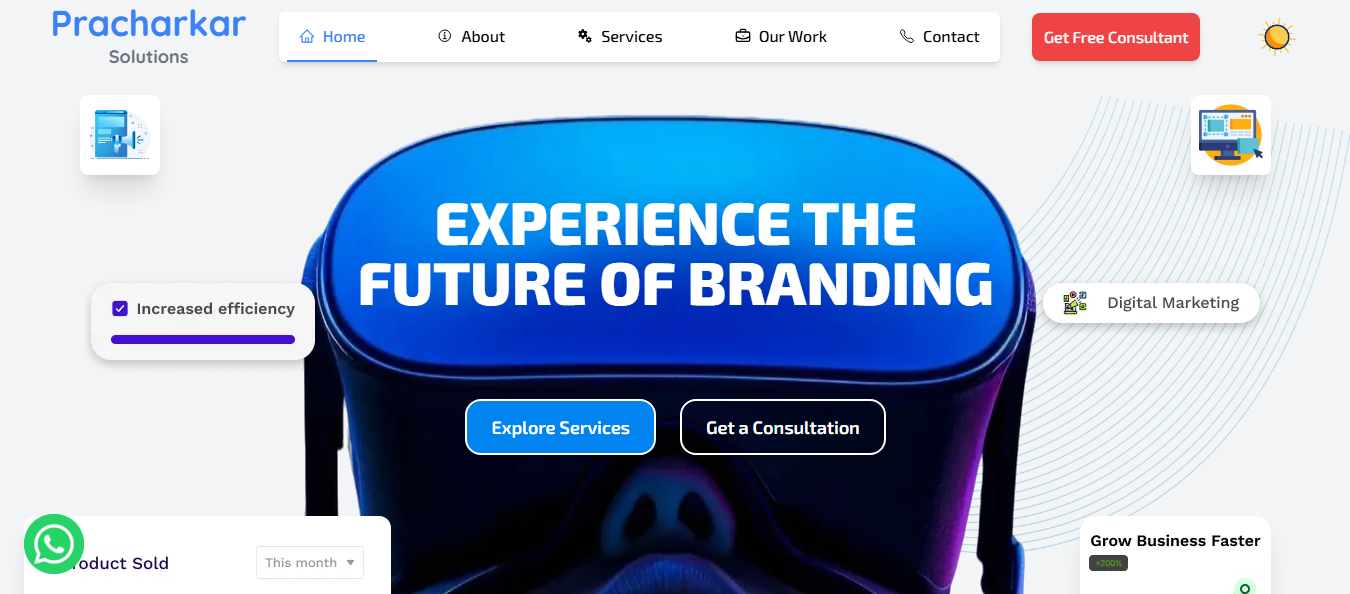 Pracharkar
Solutions
Home
About
Services
Our Work
Contact
Get Free Consultant
EXPERIENCE THE
FUTURE OF BRANDING
Increased efficiency
Digital Marketing
Explore Services
Get a Consultation
roduct Sold
This month
Grow Business Faster
+200%